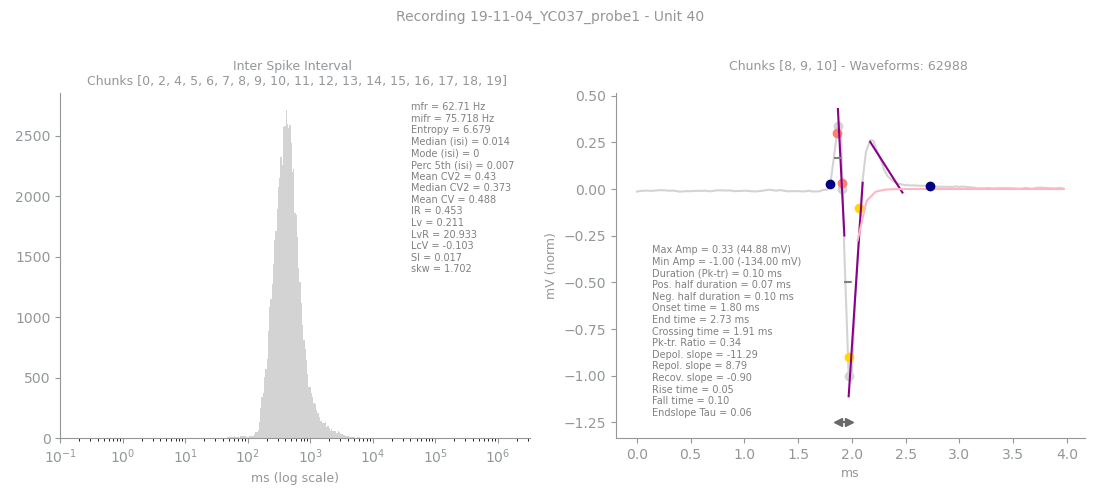 Recording 19-11-04_YC037_probe1 - Unit 40
Inter Spike Interval
Chunks [0, 2, 4, 5, 6, 7, 8, 9, 10, 11, 12, 13, 14, 15, 16, 17, 18, 19]
mfr = 62.71 Hz
mifr = 75.718 Hz
Entropy = 6.679
Median (isi) = 0.014
Mode (isi) = 0
Perc 5th (isi) = 0.007
Mean CV2 = 0.43
Median CV2 = 0.373
Mean CV = 0.488
IR = 0.453
Lv = 0.211
LvR = 20.933
LcV = -0.103
SI = 0.017
skw = 1.702
2500
2000
1500
1000
500
0
10⁻¹ 10⁰ 10¹ 10² 10³ 10⁴ 10⁵ 10⁶
ms (log scale)
Chunks [8, 9, 10] - Waveforms: 62988
0.50
0.25
0.00
−0.25
−0.50
−0.75
−1.00
−1.25
mV (norm)
Max Amp = 0.33 (44.88 mV)
Min Amp = -1.00 (-134.00 mV)
Duration (Pk-tr) = 0.10 ms
Pos. half duration = 0.07 ms
Neg. half duration = 0.10 ms
Onset time = 1.80 ms
End time = 2.73 ms
Crossing time = 1.91 ms
Pk-tr. Ratio = 0.34
Depol. slope = -11.29
Repol. slope = 8.79
Recov. slope = -0.90
Rise time = 0.05
Fall time = 0.10
Endslope Tau = 0.06
0.0 0.5 1.0 1.5 2.0 2.5 3.0 3.5 4.0
ms